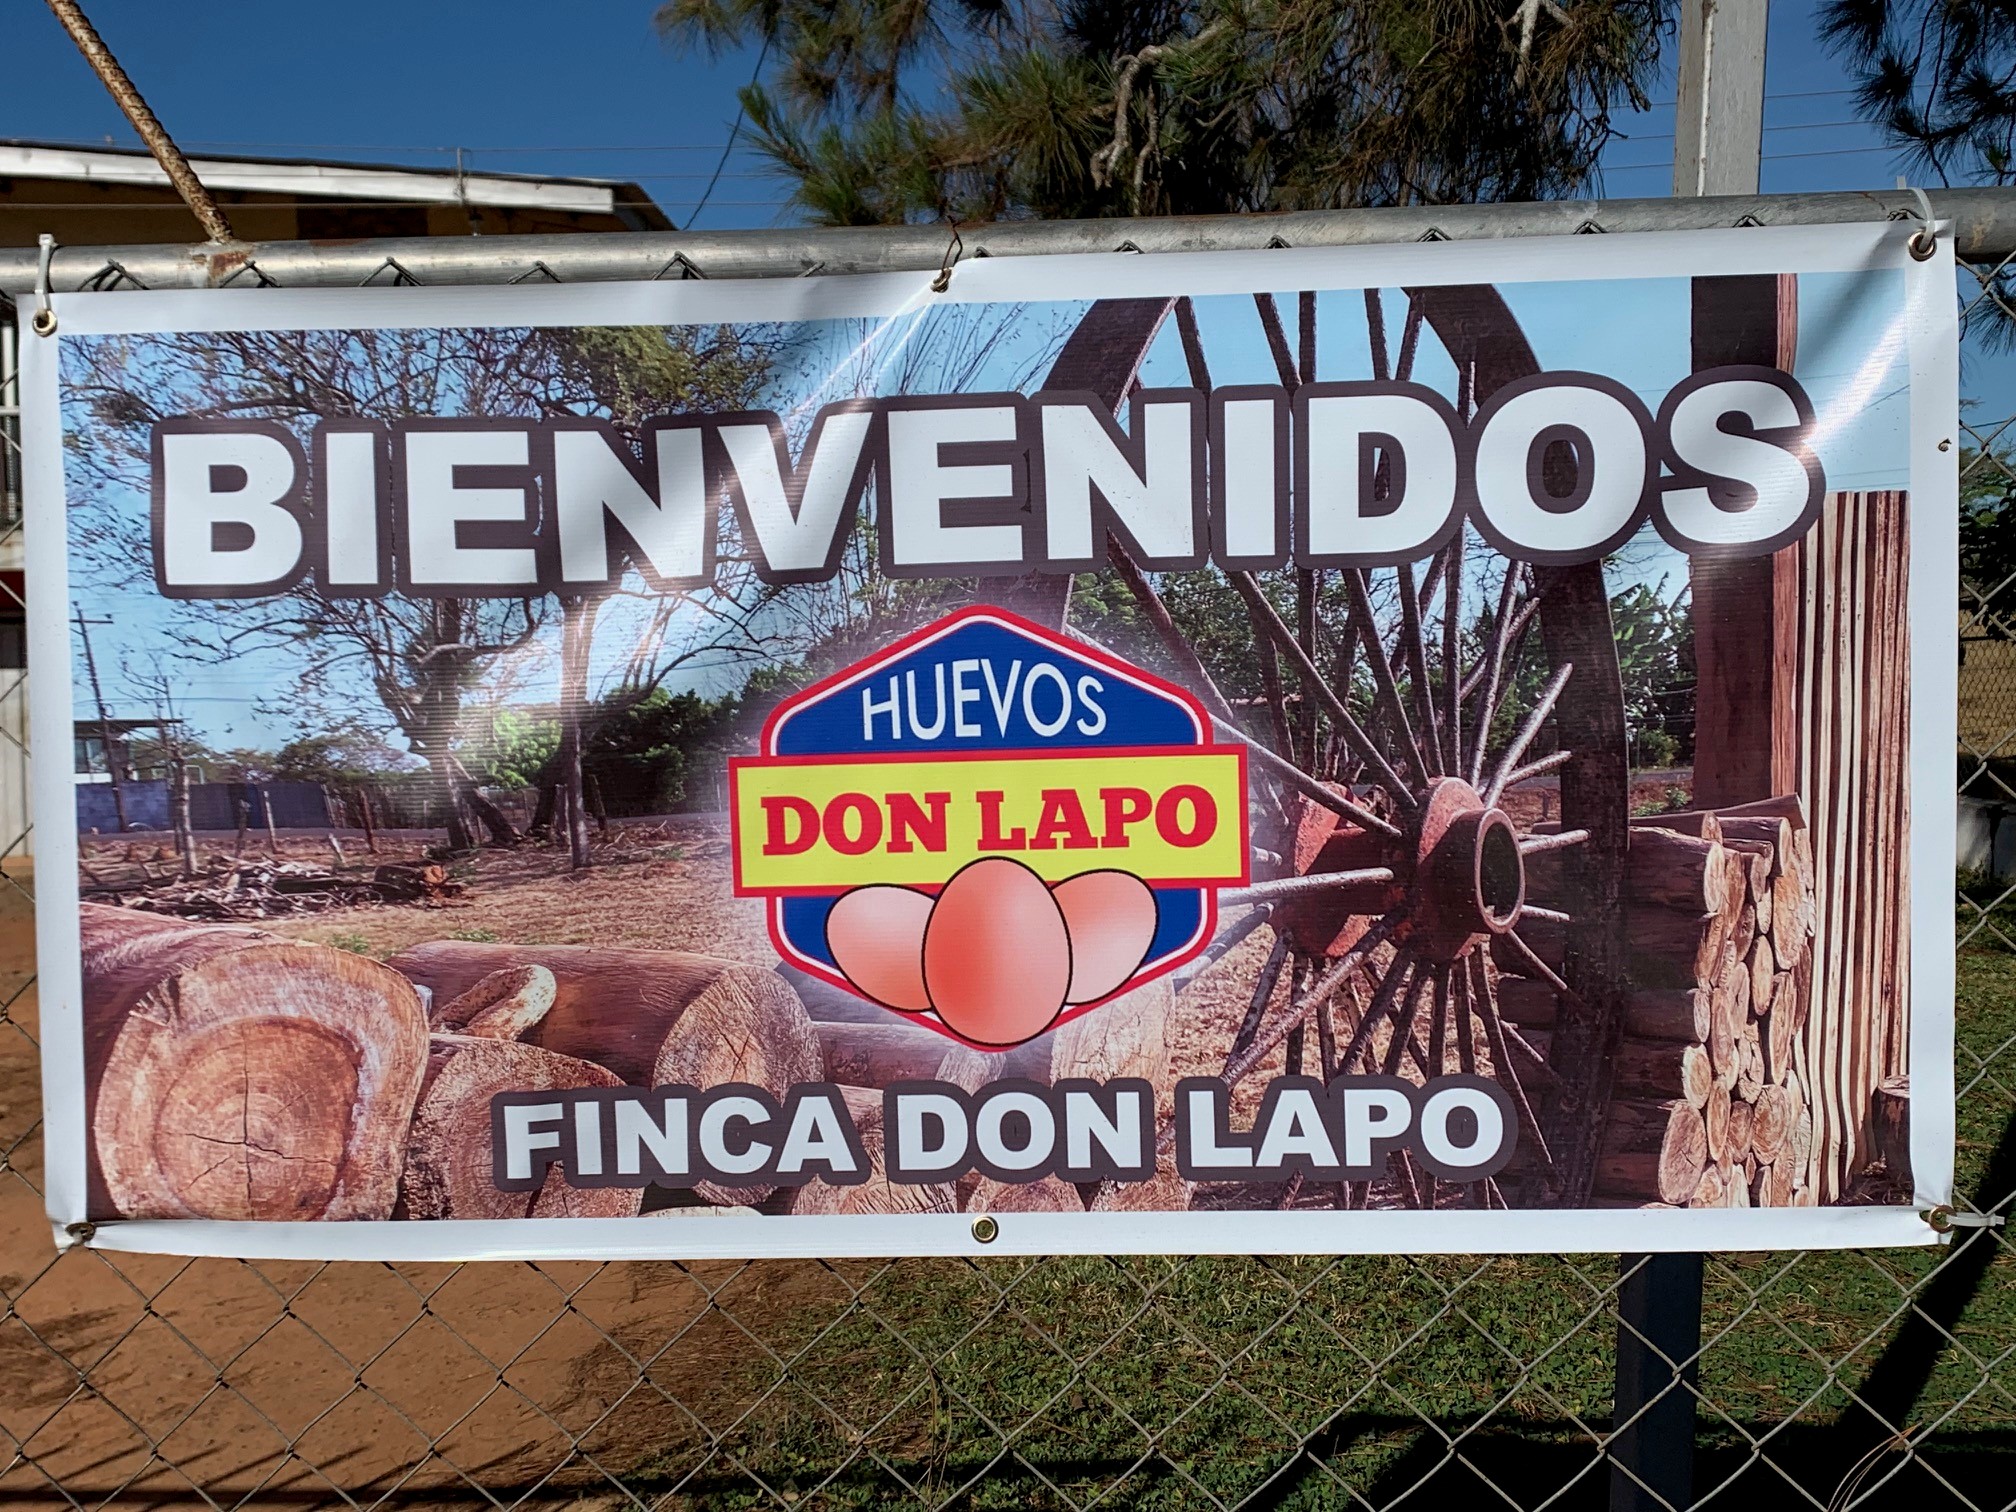 BIENVENIDOS
HUEVOS
DON LAPO
FINCA DON LAPO